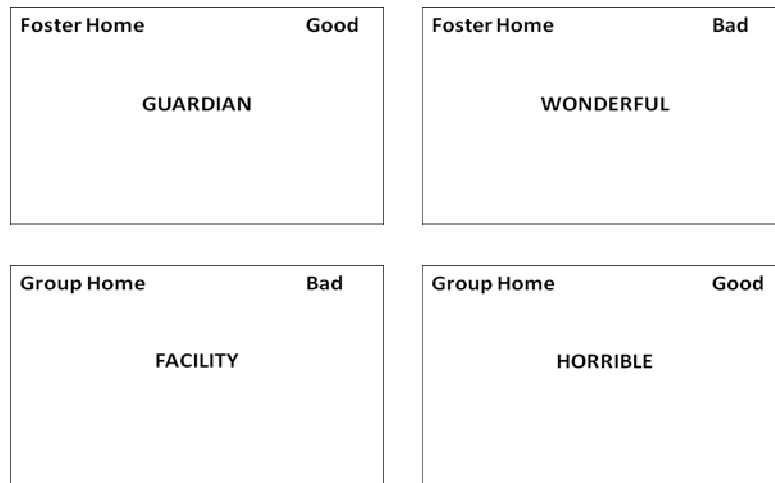 Foster Home Good
GUARDIAN
Foster Home Bad
WONDERFUL
Group Home Bad
FACILITY
Group Home Good
HORRIBLE